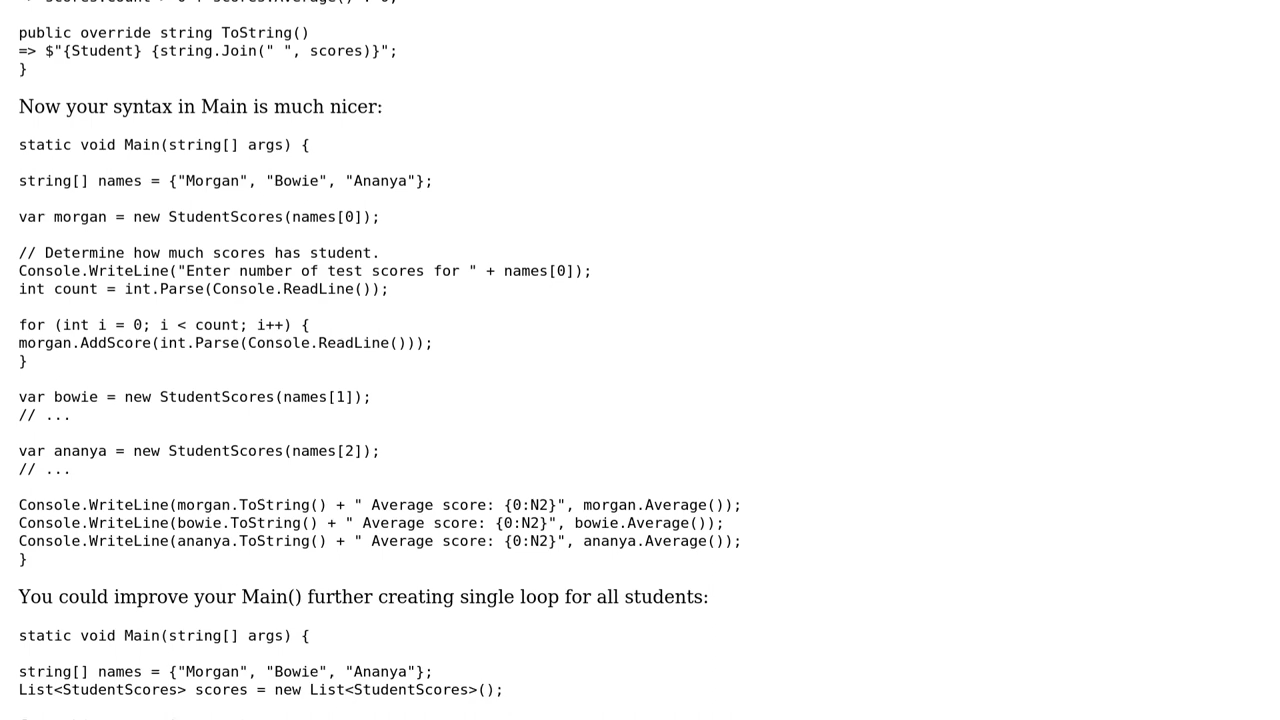 => scores.Count > 0 ? scores.Average() : 0;
public override string ToString()
=> $"{Student} {string.Join(" ", scores)}";
}
Now your syntax in Main is much nicer:
static void Main(string[] args) {
string[] names = {"Morgan", "Bowie", "Ananya"};
var morgan = new StudentScores(names[0]);
// Determine how much scores has student.
Console.WriteLine("Enter number of test scores for " + names[0]);
int count = int.Parse(Console.ReadLine());
for (int i = 0; i < count; i++) {
morgan.AddScore(int.Parse(Console.ReadLine()));
}
var bowie = new StudentScores(names[1]);
// ...
var ananya = new StudentScores(names[2]);
// ...
Console.WriteLine(morgan.ToString() + " Average score: {0:N2}", morgan.Average());
Console.WriteLine(bowie.ToString() + " Average score: {0:N2}", bowie.Average());
Console.WriteLine(ananya.ToString() + " Average score: {0:N2}", ananya.Average());
}
You could improve your Main() further creating single loop for all students:
static void Main(string[] args) {
string[] names = {"Morgan", "Bowie", "Ananya"};
List<StudentScores> scores = new List<StudentScores>();